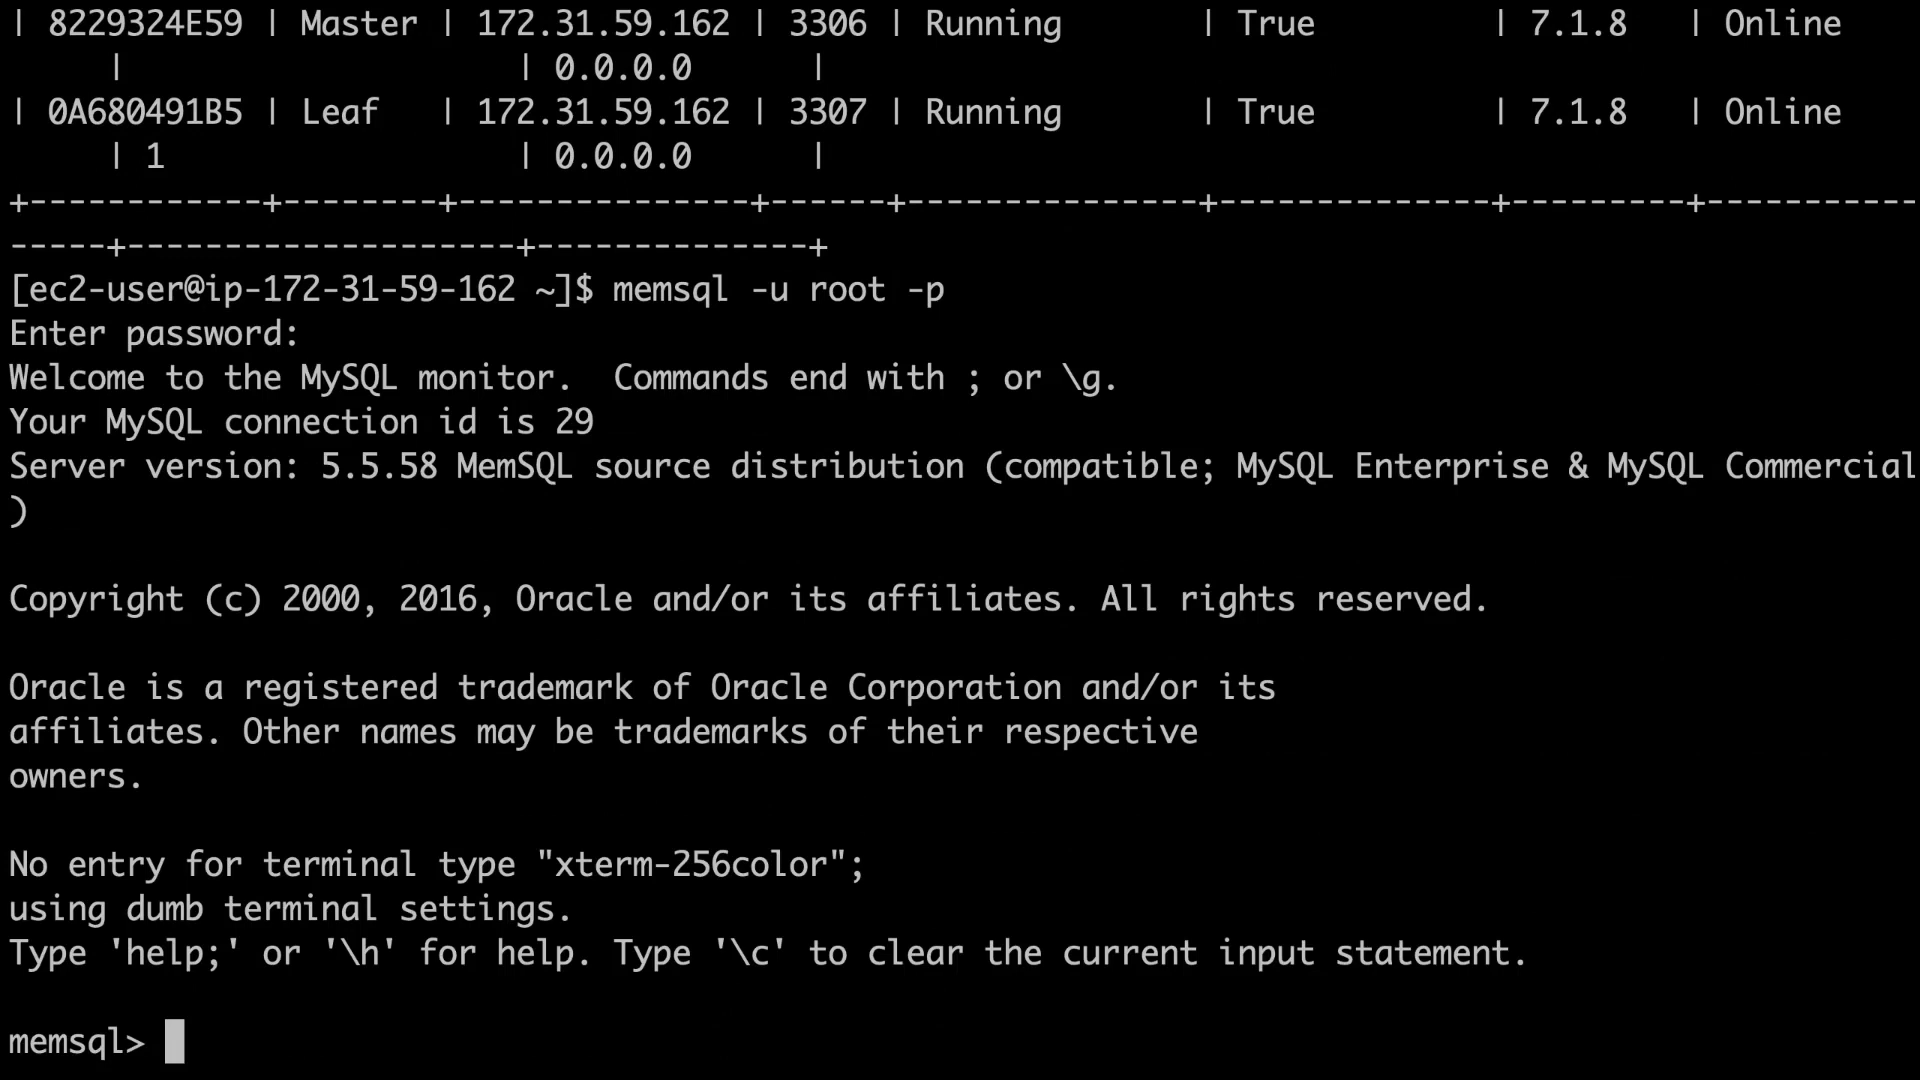 | 8229324E59 | Master | 172.31.59.162 | 3306 | Running       | True         | 7.1.8   | Online
     |                    | 0.0.0.0      |
| 0A680491B5 | Leaf   | 172.31.59.162 | 3307 | Running       | True         | 7.1.8   | Online
     | 1                  | 0.0.0.0      |
+------------+--------+---------------+------+---------------+--------------+---------+-----------
-----+--------------------+--------------+
[ec2-user@ip-172-31-59-162 ~]$ memsql -u root -p
Enter password:
Welcome to the MySQL monitor.  Commands end with ; or \g.
Your MySQL connection id is 29
Server version: 5.5.58 MemSQL source distribution (compatible; MySQL Enterprise & MySQL Commercial
)

Copyright (c) 2000, 2016, Oracle and/or its affiliates. All rights reserved.

Oracle is a registered trademark of Oracle Corporation and/or its
affiliates. Other names may be trademarks of their respective
owners.

No entry for terminal type "xterm-256color";
using dumb terminal settings.
Type 'help;' or '\h' for help. Type '\c' to clear the current input statement.

memsql>